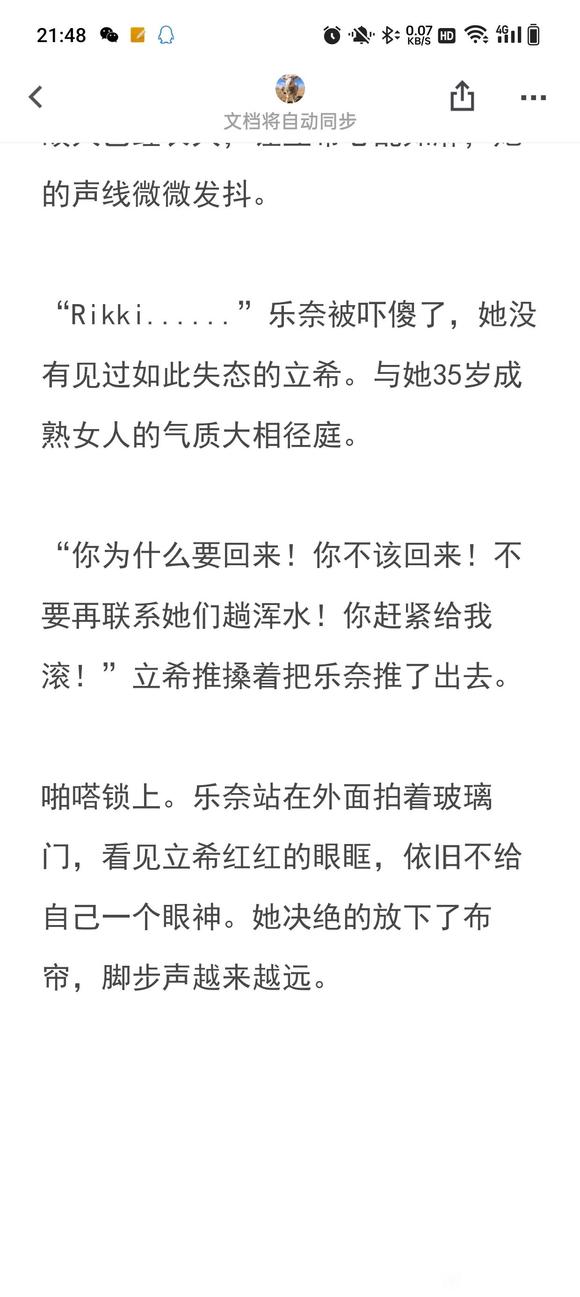 21:48
0.07
KB/S
HD
4G
文档将自动同步
的声线微微发抖。
“Rikki......”乐奈被吓傻了，她没
有见过如此失态的立希。与她35岁成
熟女人的气质大相径庭。
“你为什么要回来！你不该回来！不
要再联系她们趟浑水！你赶紧给我
滚！”立希推搡着把乐奈推了出去。
啪嗒锁上。乐奈站在外面拍着玻璃
门，看见立希红红的眼眶，依旧不给
自己一个眼神。她决绝的放下了布
帘，脚步声越来越远。